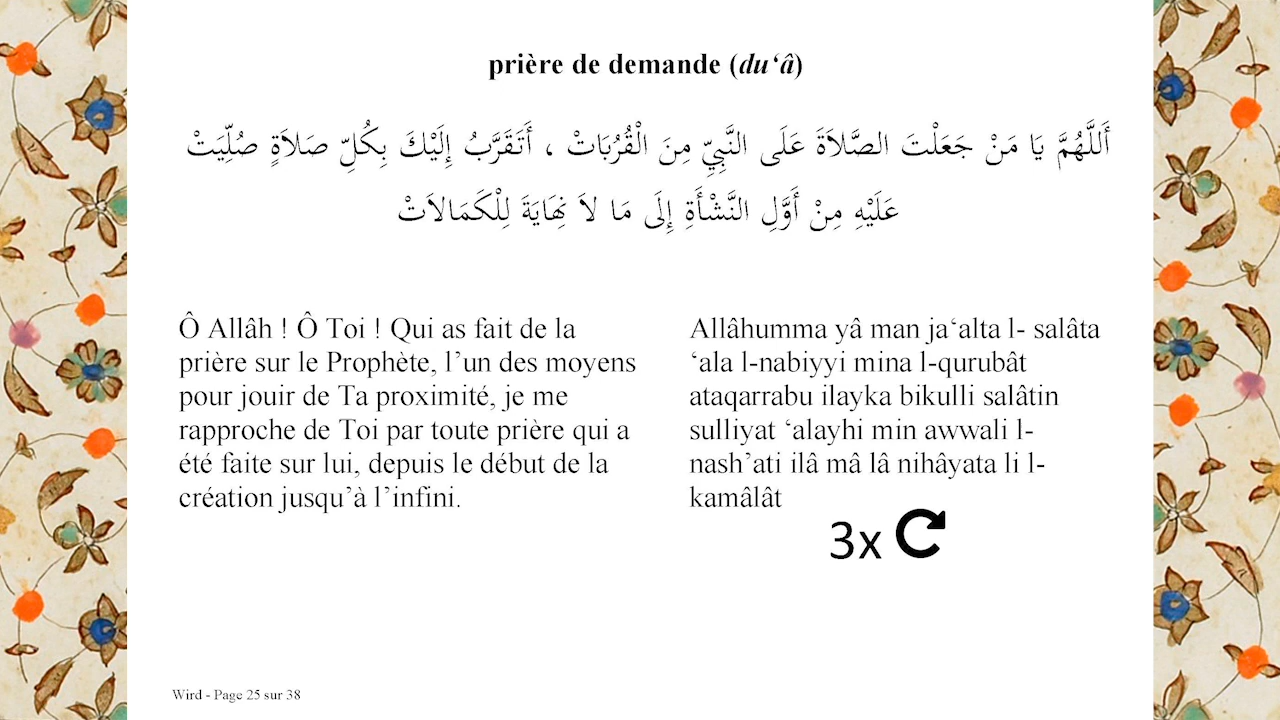 prière de demande (du‘â)
أَللَّهُمَّ يَا مَنْ جَعَلْتَ الصَّلاَةَ عَلَى النَّبِيِّ مِنَ الْقُرُبَاتْ ، أَتَقَرَّبُ إِلَيْكَ بِكُلِّ صَلاَةٍ صُلِّيَتْ
عَلَيْهِ مِنْ أَوَّلِ النَّشْأَةِ إِلَى مَا لاَ نِهَايَةَ لِلْكَمَالاَتْ
Ô Allâh ! Ô Toi ! Qui as fait de la
prière sur le Prophète, l’un des moyens
pour jouir de Ta proximité, je me
rapproche de Toi par toute prière qui a
été faite sur lui, depuis le début de la
création jusqu’à l’infini.
Allâhumma yâ man ja‘alta l- salâta
‘ala l-nabiyyi mina l-qurubât
ataqarrabu ilayka bikulli salâtin
sulliyat ‘alayhi min awwali l-
nash’ati ilâ mâ lâ nihâyata li l-
kamâlât
3x
Wird - Page 25 sur 38